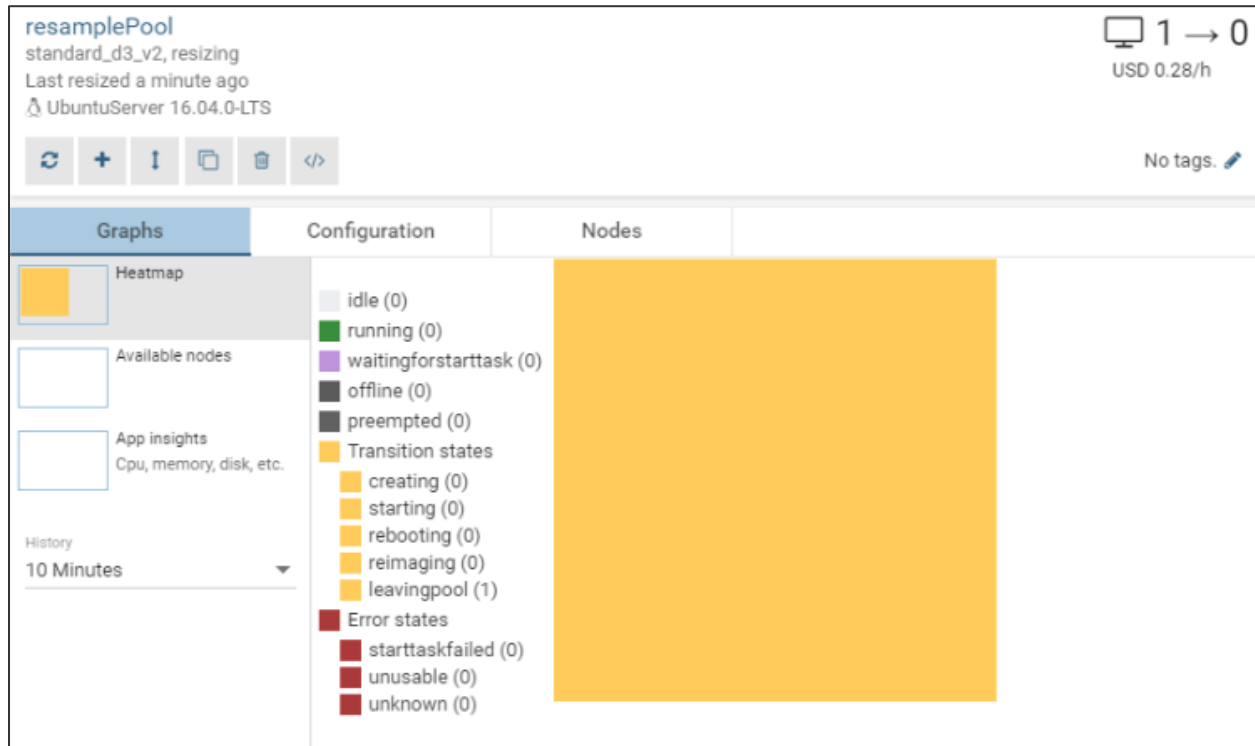 resamplePool
standard_d3_v2, resizing
Last resized a minute ago
UbuntuServer 16.04.0-LTS
1 → 0
USD 0.28/h
No tags.
Graphs
Configuration
Nodes
Heatmap
Available nodes
App insights
Cpu, memory, disk, etc.
History
10 Minutes
idle (0)
running (0)
waitingforstarttask (0)
offline (0)
preempted (0)
Transition states
creating (0)
starting (0)
rebooting (0)
reimaging (0)
leavingpool (1)
Error states
starttaskfailed (0)
unusable (0)
unknown (0)